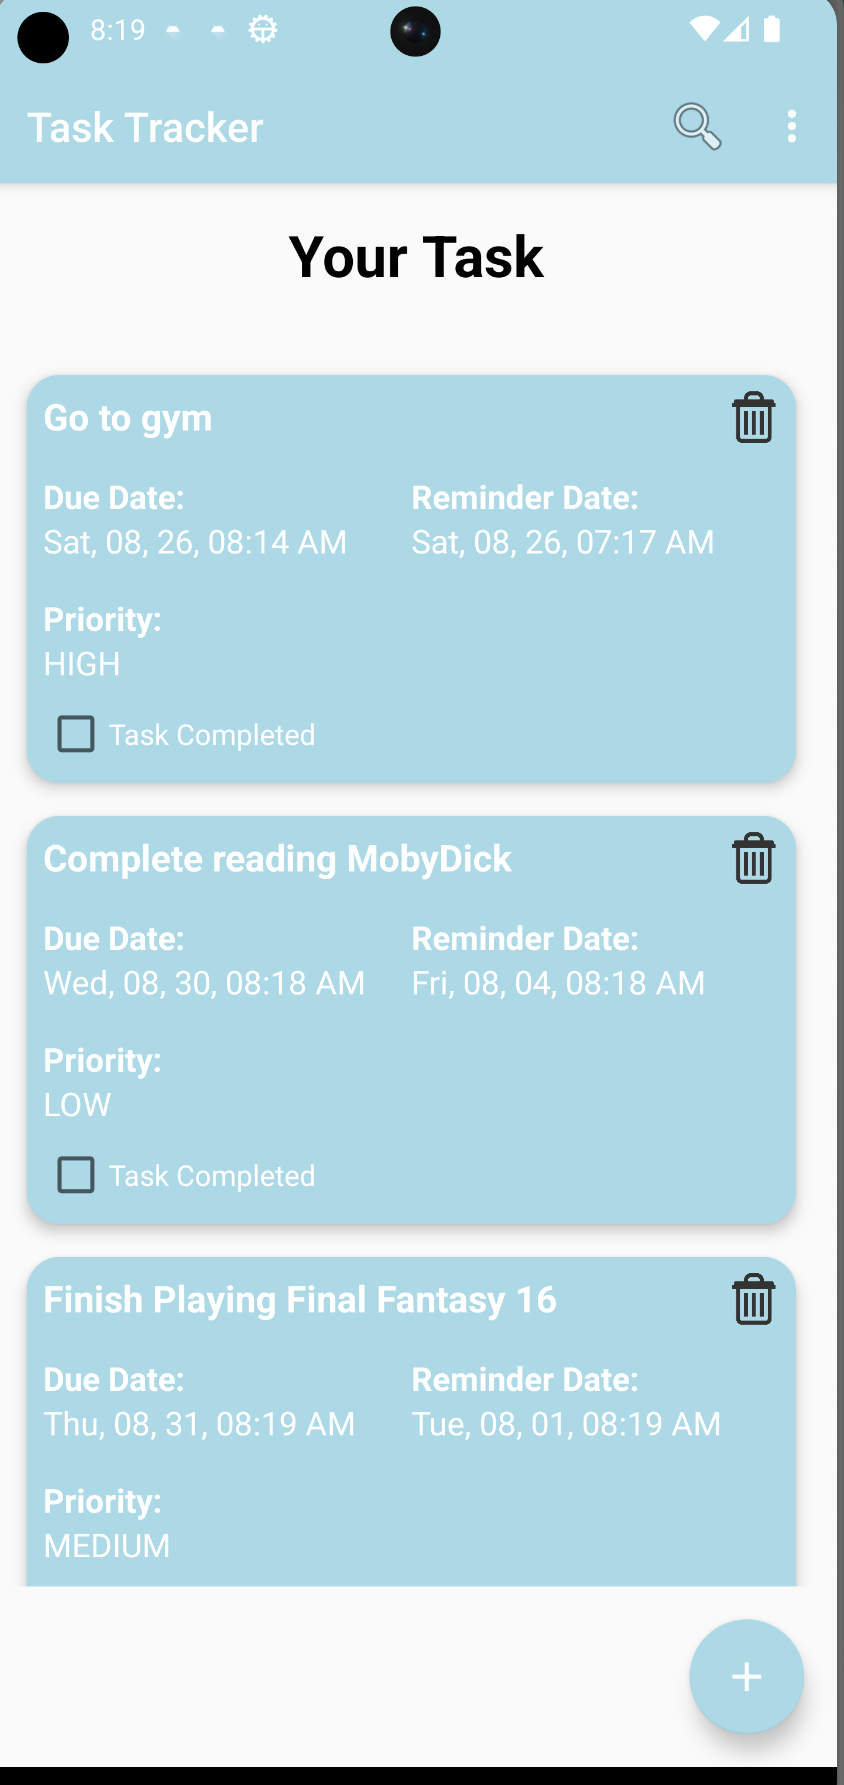 8:19
Task Tracker
Your Task
Go to gym
Due Date: Reminder Date:
Sat, 08, 26, 08:14 AM Sat, 08, 26, 07:17 AM
Priority:
HIGH
Task Completed
Complete reading MobyDick
Due Date: Reminder Date:
Wed, 08, 30, 08:18 AM Fri, 08, 04, 08:18 AM
Priority:
LOW
Task Completed
Finish Playing Final Fantasy 16
Due Date: Reminder Date:
Thu, 08, 31, 08:19 AM Tue, 08, 01, 08:19 AM
Priority:
MEDIUM